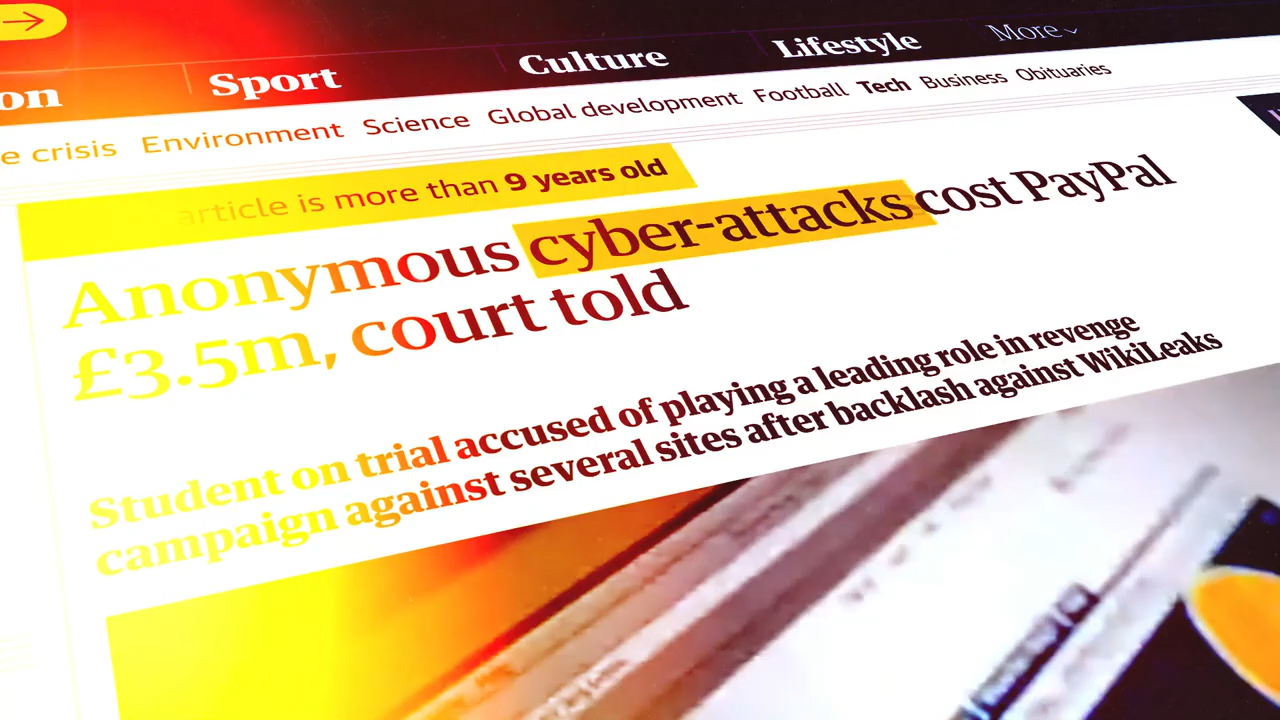 on Sport Culture Lifestyle More
e crisis Environment Science Global development Football Tech Business Obituaries
article is more than 9 years old
Anonymous cyber-attacks cost PayPal
£3.5m, court told
Student on trial accused of playing a leading role in revenge
campaign against several sites after backlash against WikiLeaks